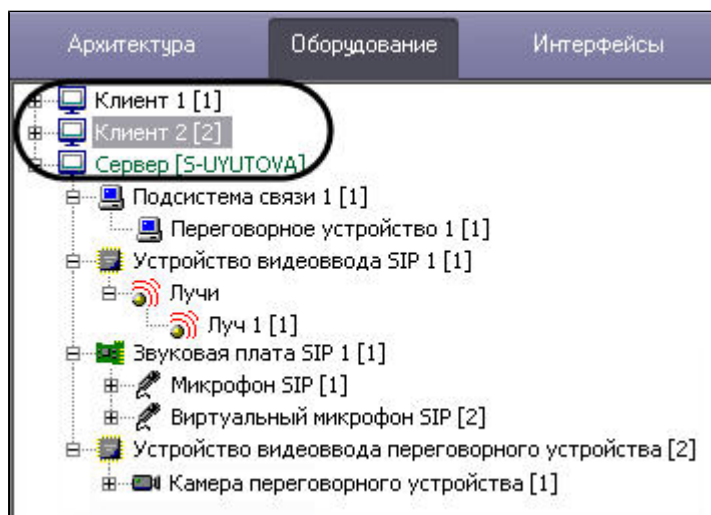 Архитектура Оборудование Интерфейсы
Клиент 1 [1]
Клиент 2 [2]
Сервер [S-UYUTOVA]
Подсистема связи 1 [1]
Переговорное устройство 1 [1]
Устройство видеоввода SIP 1 [1]
Лучи
Луч 1 [1]
Звуковая плата SIP 1 [1]
Микрофон SIP [1]
Виртуальный микрофон SIP [2]
Устройство видеоввода переговорного устройства [2]
Камера переговорного устройства [1]